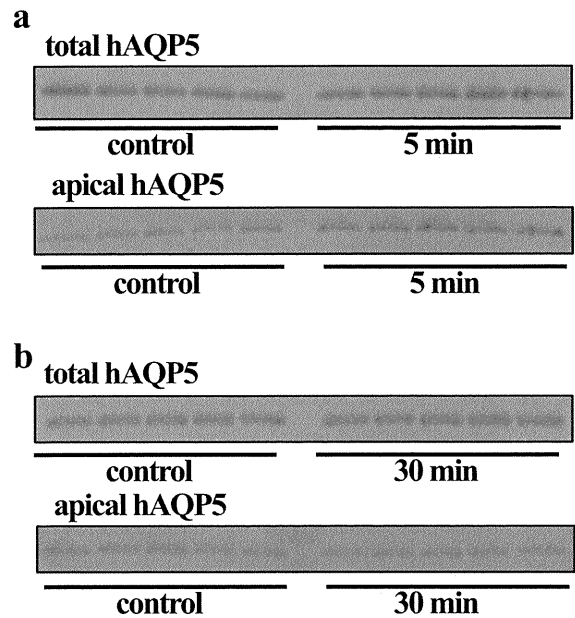 a
total hAQP5
control 5 min
apical hAQP5
control 5 min
b
total hAQP5
control 30 min
apical hAQP5
control 30 min